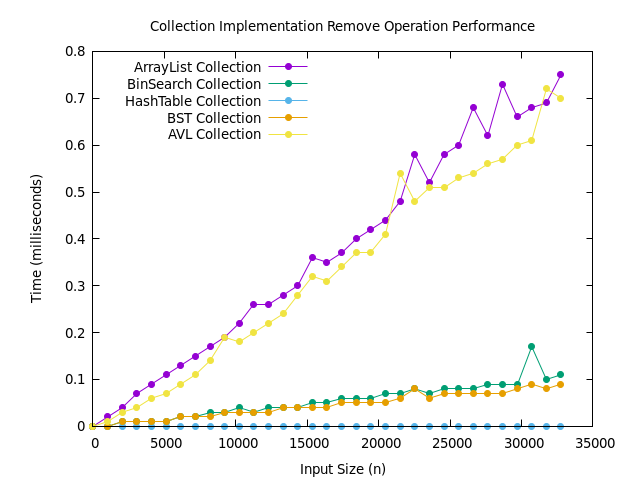 Collection Implementation Remove Operation Performance
0.8
0.7
0.6
0.5
0.4
0.3
0.2
0.1
0
Time (milliseconds)
ArrayList Collection
BinSearch Collection
HashTable Collection
BST Collection
AVL Collection
0 5000 10000 15000 20000 25000 30000 35000
Input Size (n)